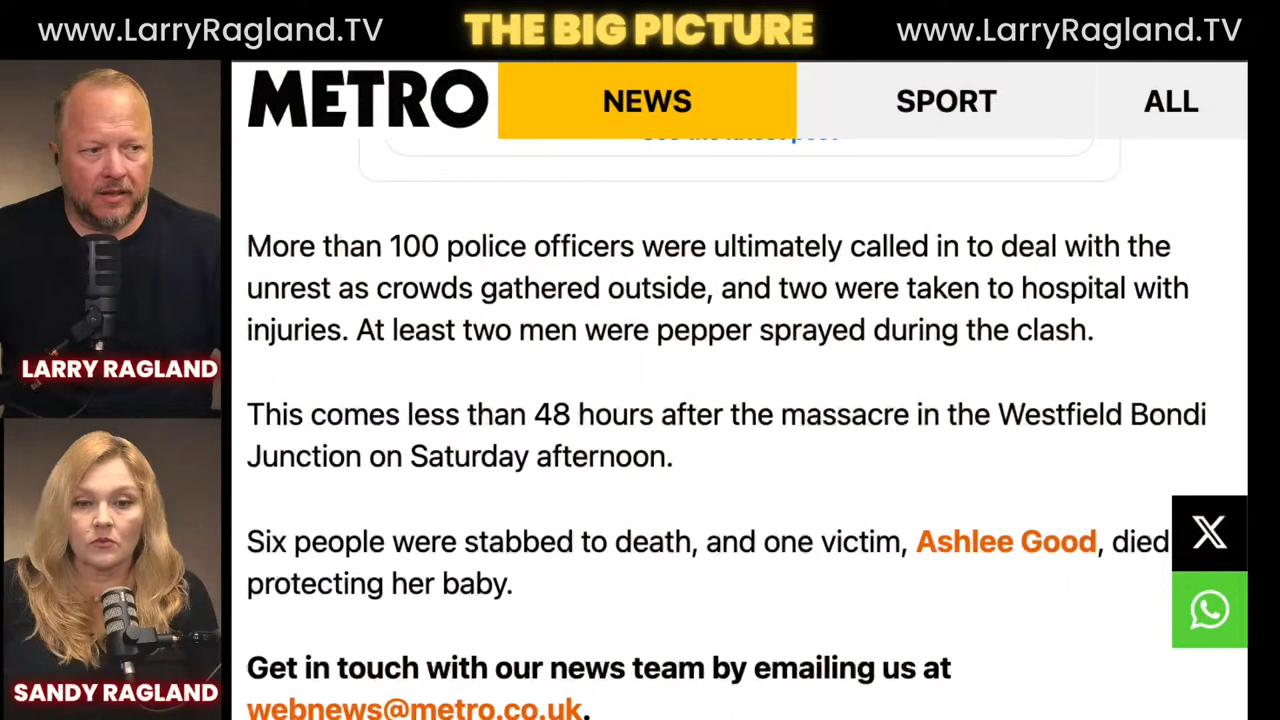 www.LarryRagland.TV
THE BIG PICTURE
www.LarryRagland.TV
METRO
NEWS
SPORT
ALL
More than 100 police officers were ultimately called in to deal with the
unrest as crowds gathered outside, and two were taken to hospital with
injuries. At least two men were pepper sprayed during the clash.
This comes less than 48 hours after the massacre in the Westfield Bondi
Junction on Saturday afternoon.
Six people were stabbed to death, and one victim, Ashlee Good, died
protecting her baby.
Get in touch with our news team by emailing us at
webnews@metro.co.uk.
LARRY RAGLAND
SANDY RAGLAND